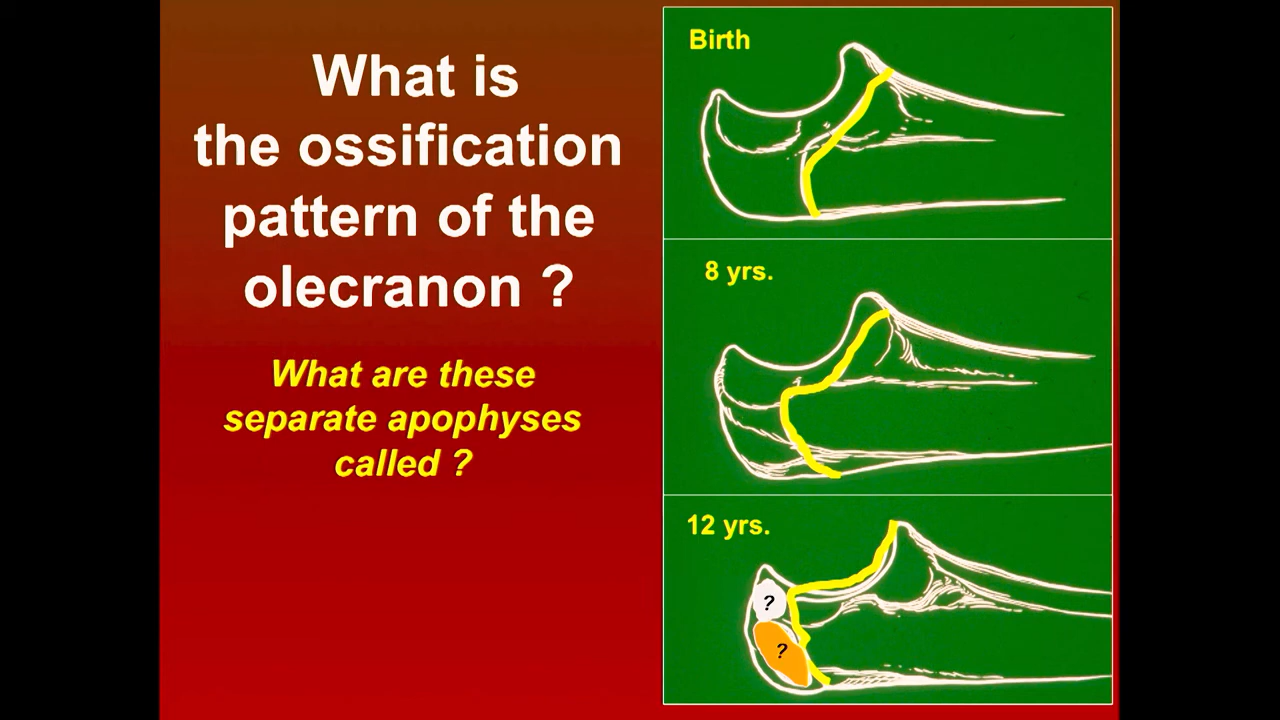 What is
the ossification
pattern of the
olecranon ?
What are these
separate apophyses
called ?
Birth
8 yrs.
12 yrs.
?
?